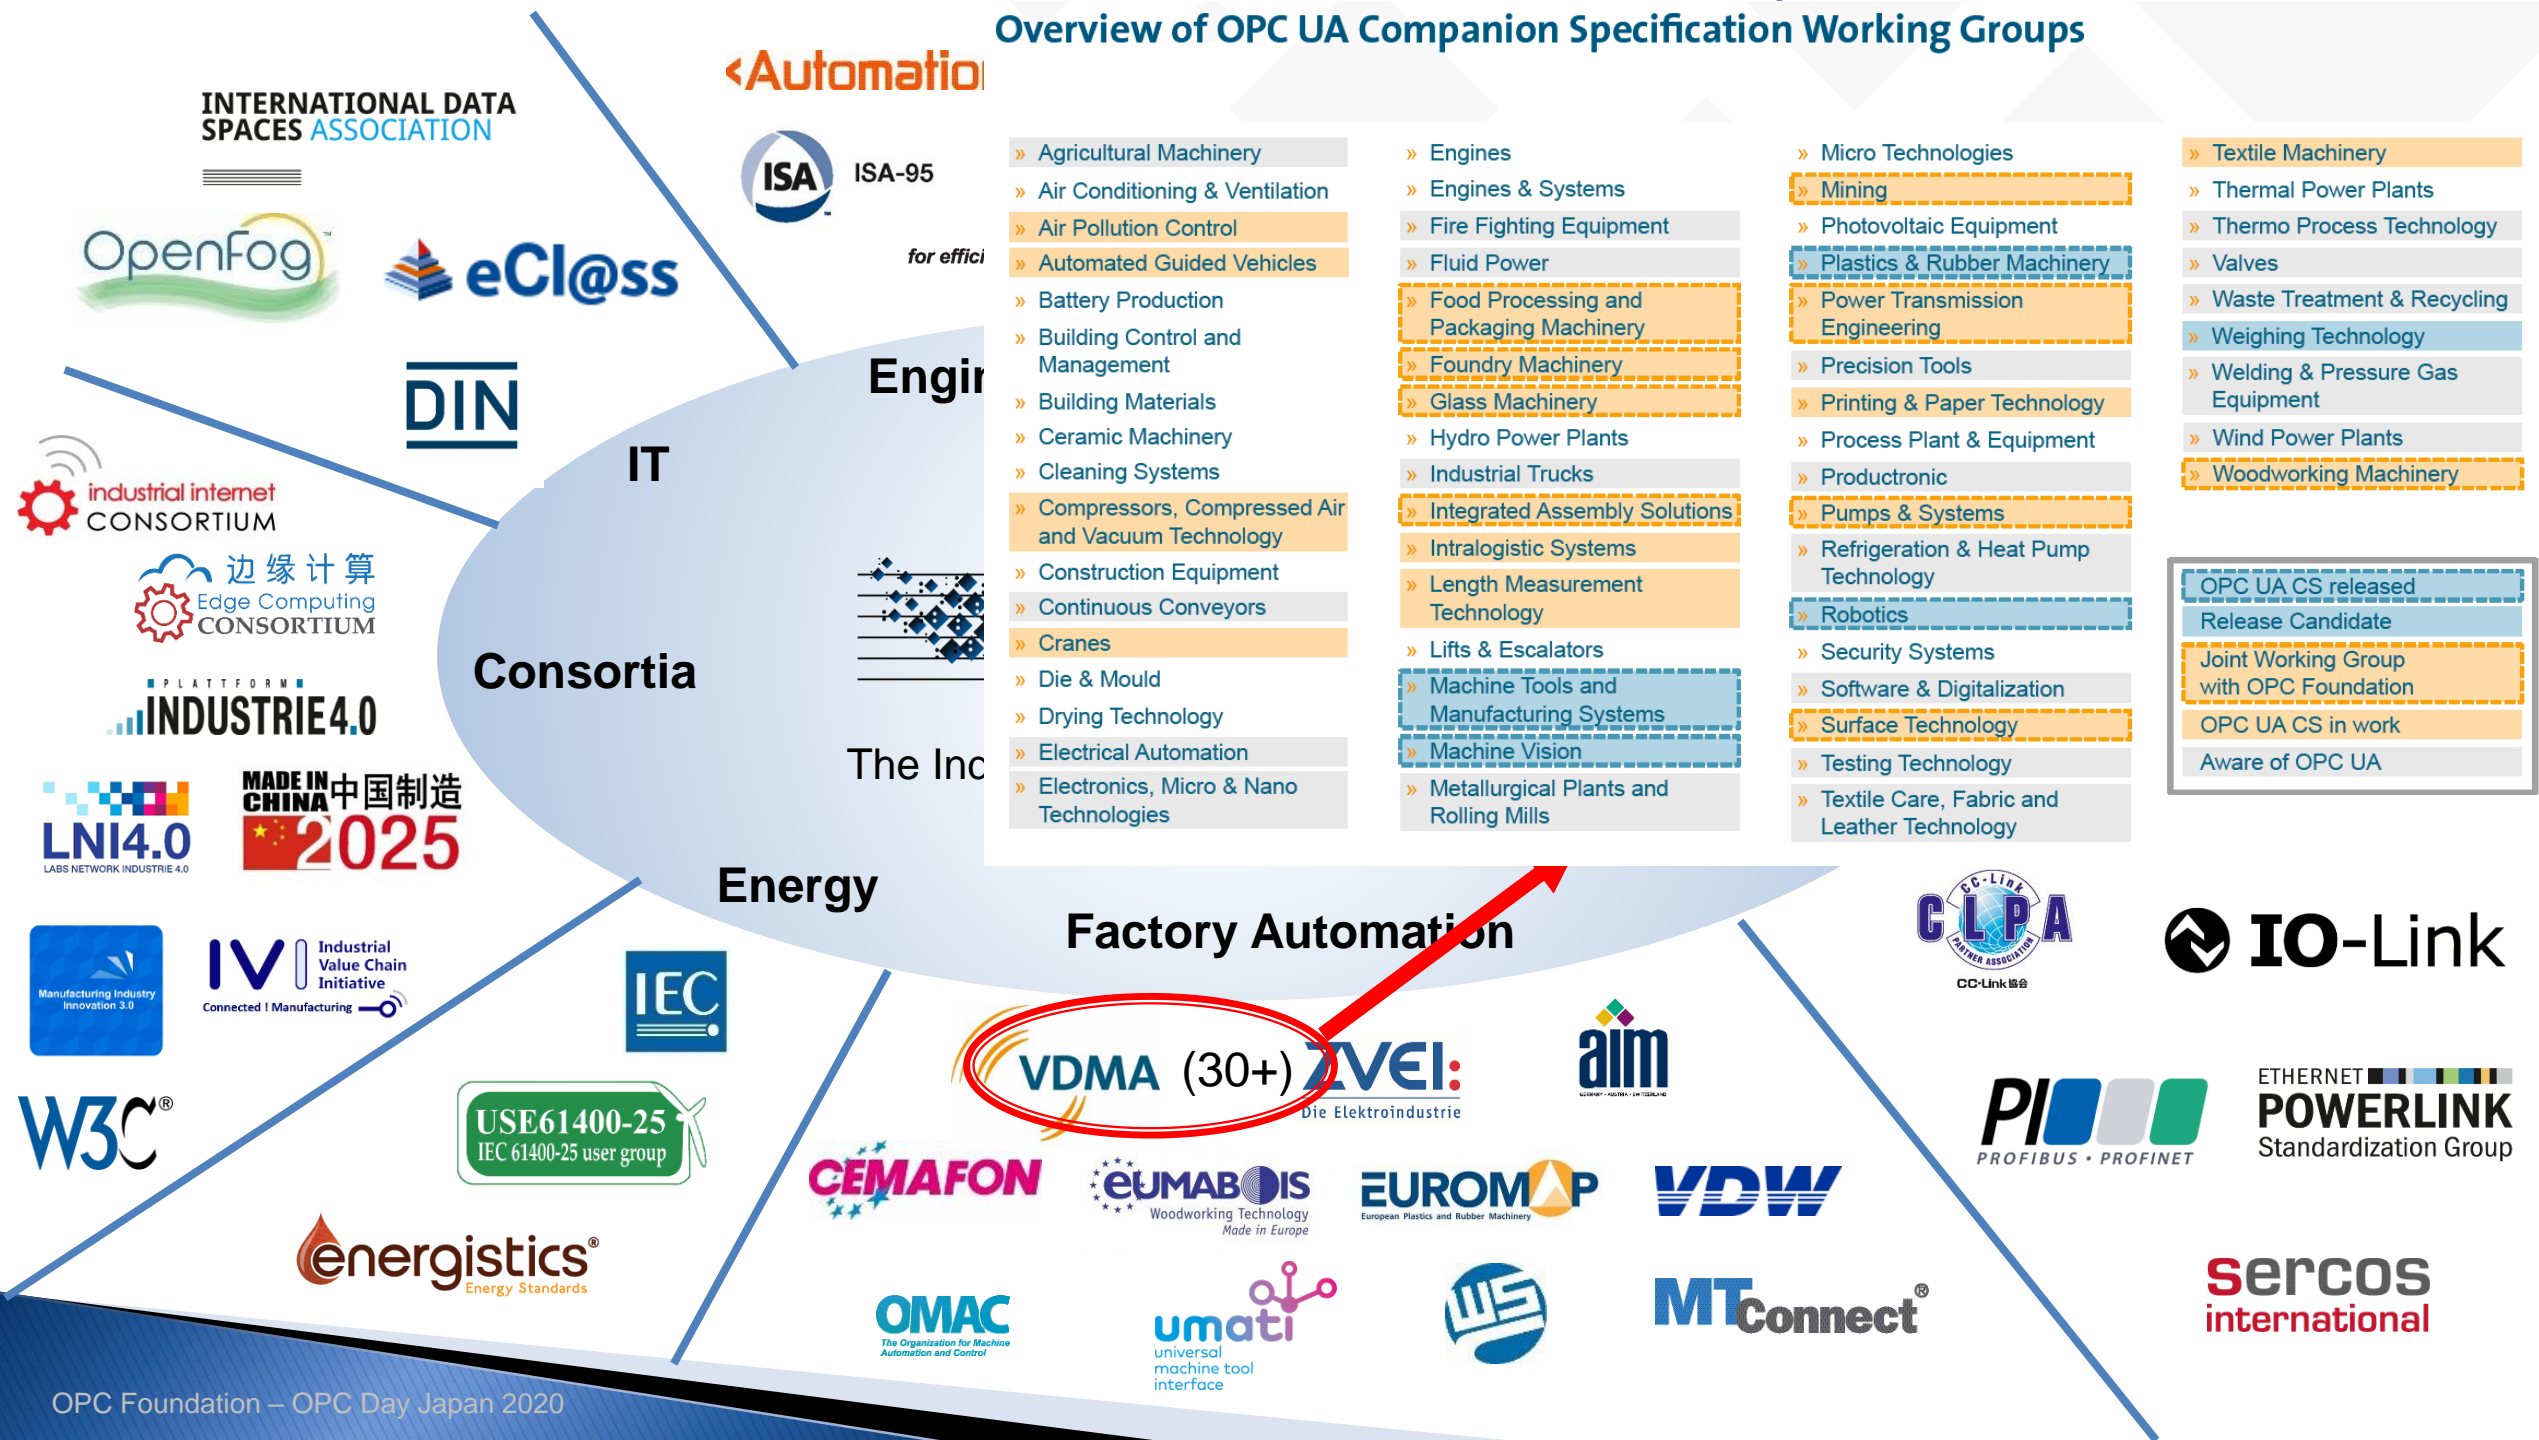 Overview of OPC UA Companion Specification Working Groups
<Automatio
INTERNATIONAL DATA
SPACES ASSOCIATION
ISA
ISA-95
for effici
OpenFog™
eCl@ss
DIN
Engin
IT
industrial internet
CONSORTIUM
边缘计算
Edge Computing
CONSORTIUM
Consortia
PLATTFORM
INDUSTRIE4.0
The Ind
LNI4.0
LABS NETWORK INDUSTRIE 4.0
MADE IN
CHINA 中国制造
2025
Energy
Factory Automation
» Agricultural Machinery
» Air Conditioning & Ventilation
» Air Pollution Control
» Automated Guided Vehicles
» Battery Production
» Building Control and
Management
» Building Materials
» Ceramic Machinery
» Cleaning Systems
» Compressors, Compressed Air
and Vacuum Technology
» Construction Equipment
» Continuous Conveyors
» Cranes
» Die & Mould
» Drying Technology
» Electrical Automation
» Electronics, Micro & Nano
Technologies
» Engines
» Engines & Systems
» Fire Fighting Equipment
» Fluid Power
» Food Processing and
Packaging Machinery
» Foundry Machinery
» Glass Machinery
» Hydro Power Plants
» Industrial Trucks
» Integrated Assembly Solutions
» Intralogistic Systems
» Length Measurement
Technology
» Lifts & Escalators
» Machine Tools and
Manufacturing Systems
» Machine Vision
» Metallurgical Plants and
Rolling Mills
» Micro Technologies
» Mining
» Photovoltaic Equipment
» Plastics & Rubber Machinery
» Power Transmission
Engineering
» Precision Tools
» Printing & Paper Technology
» Process Plant & Equipment
» Productronic
» Pumps & Systems
» Refrigeration & Heat Pump
Technology
» Robotics
» Security Systems
» Software & Digitalization
» Surface Technology
» Testing Technology
» Textile Care, Fabric and
Leather Technology
» Textile Machinery
» Thermal Power Plants
» Thermo Process Technology
» Valves
» Waste Treatment & Recycling
» Weighing Technology
» Welding & Pressure Gas
Equipment
» Wind Power Plants
» Woodworking Machinery
OPC UA CS released
Release Candidate
Joint Working Group
with OPC Foundation
OPC UA CS in work
Aware of OPC UA
Manufacturing Industry
Innovation 3.0
IVI
Industrial
Value Chain
Initiative
Connected ! Manufacturing
W3C®
IEC
USE61400-25
IEC 61400-25 user group
energistics®
Energy Standards
VDMA (30+)
ZVEI:
Die Elektroindustrie
aim
GERMANY - AUSTRIA - SWITZERLAND
CEMAFON
eUMABOIS
Woodworking Technology
Made in Europe
EUROMAP
European Plastics and Rubber Machinery
VDW
OMAC
The Organization for Machine
Automation and Control
umati
universal
machine tool
interface
WS
MTConnect®
CC-Link
CLPA
PARTNER ASSOCIATION
CC-Link協会
IO-Link
PI
PROFIBUS • PROFINET
ETHERNET
POWERLINK
Standardization Group
sercos
international
OPC Foundation – OPC Day Japan 2020